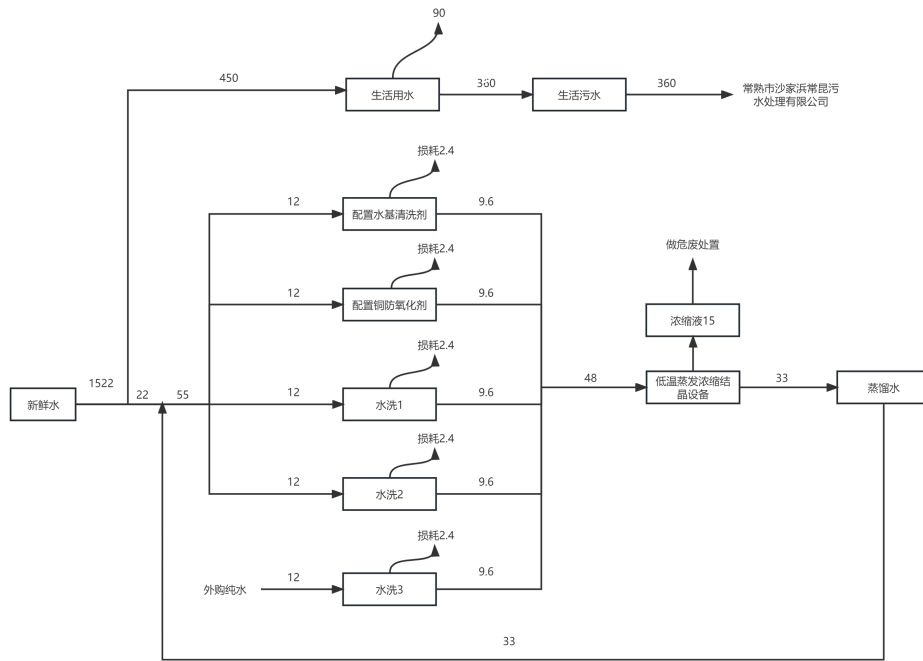 90
450
生活用水
360
生活污水
360
常熟市沙家浜常昆污
水处理有限公司
损耗2.4
12
配置水基清洗剂
9.6
损耗2.4
12
配置铜防氧化剂
9.6
做危废处置
浓缩液15
新鲜水
1522
22
55
损耗2.4
12
水洗1
9.6
48
低温蒸发浓缩结
晶设备
33
蒸馏水
损耗2.4
12
水洗2
9.6
损耗2.4
外购纯水
12
水洗3
9.6
33